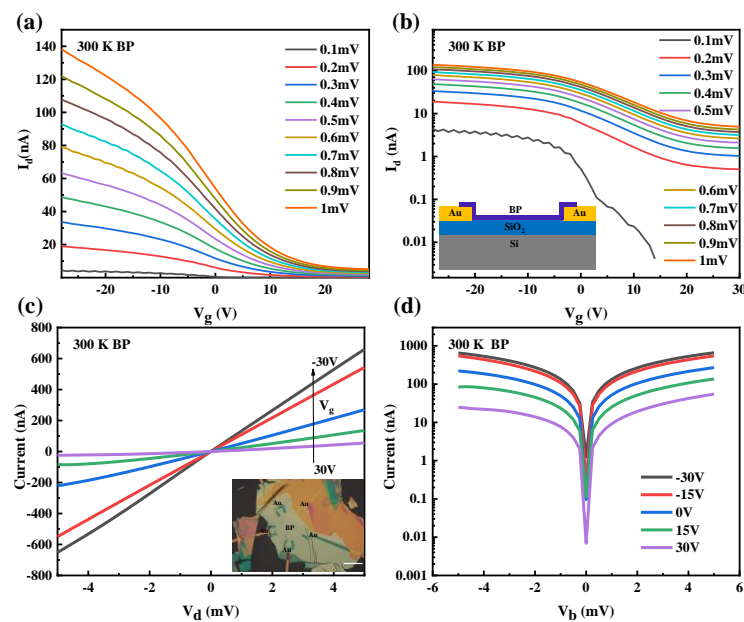 (a)
300 K BP
0.1mV
0.2mV
0.3mV
0.4mV
0.5mV
0.6mV
0.7mV
0.8mV
0.9mV
1mV
140
120
100
80
60
40
20
I_d(nA)
-20 -10 0 10 20
V_g (V)
(b)
300 K BP
0.1mV
0.2mV
0.3mV
0.4mV
0.5mV
0.6mV
0.7mV
0.8mV
0.9mV
1mV
100
10
1
0.1
0.01
I_d (nA)
BP
Au Au
SiO₂
Si
-20 -10 0 10 20 30
V_g (V)
(c)
300 K BP
800
600
400
200
0
-200
-400
-600
-800
Current (nA)
-30V
V_g
30V
Au
Au
BP
Au
Au
-4 -2 0 2 4
V_d (mV)
(d)
300 K BP
1000
100
10
1
0.1
0.01
0.001
Current (nA)
-30V
-15V
0V
15V
30V
-6 -4 -2 0 2 4 6
V_b (mV)